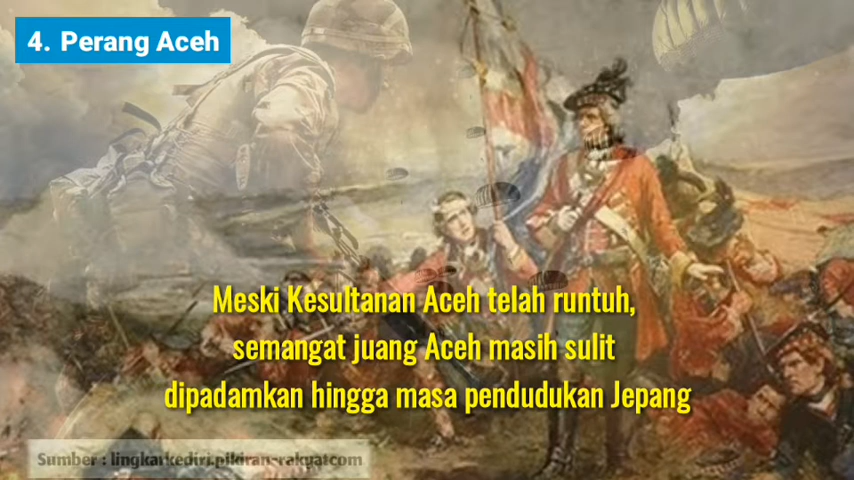 4. Perang Aceh
Meski Kesultanan Aceh telah runtuh,
semangat juang Aceh masih sulit
dipadamkan hingga masa pendudukan Jepang
Sumber : lingkarkediri.pikiran-rakyat.com